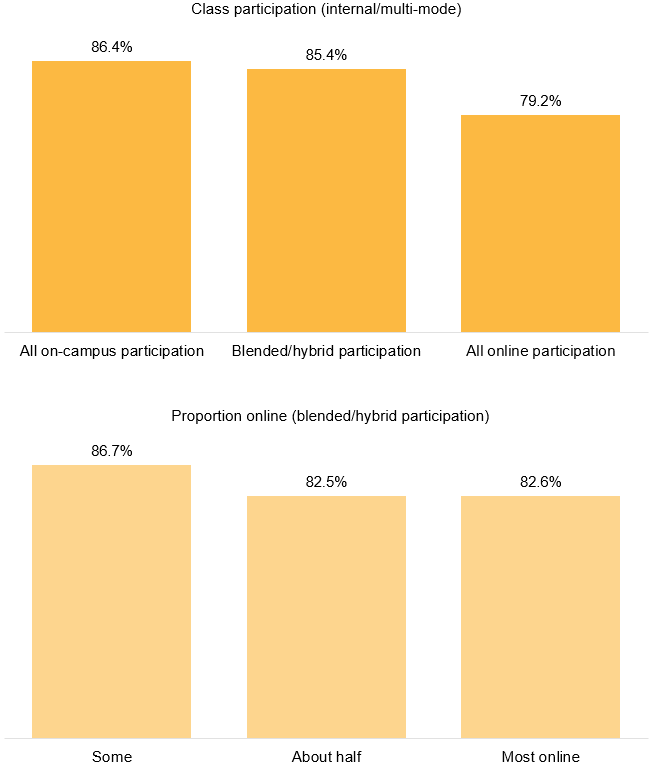 Class participation (internal/multi-mode)
86.4%
85.4%
79.2%
All on-campus participation
Blended/hybrid participation
All online participation
Proportion online (blended/hybrid participation)
86.7%
82.5%
82.6%
Some
About half
Most online